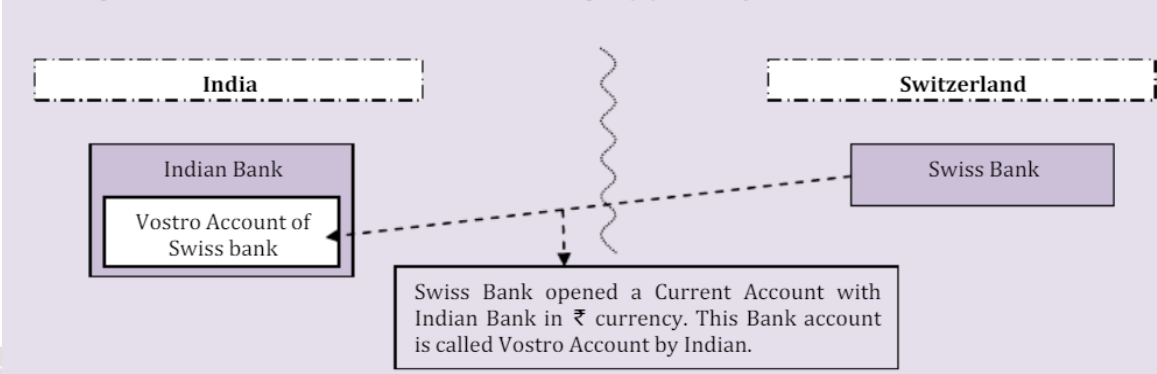 India
Switzerland
Indian Bank
Swiss Bank
Vostro Account of
Swiss bank
Swiss Bank opened a Current Account with
Indian Bank in ₹ currency. This Bank account
is called Vostro Account by Indian.